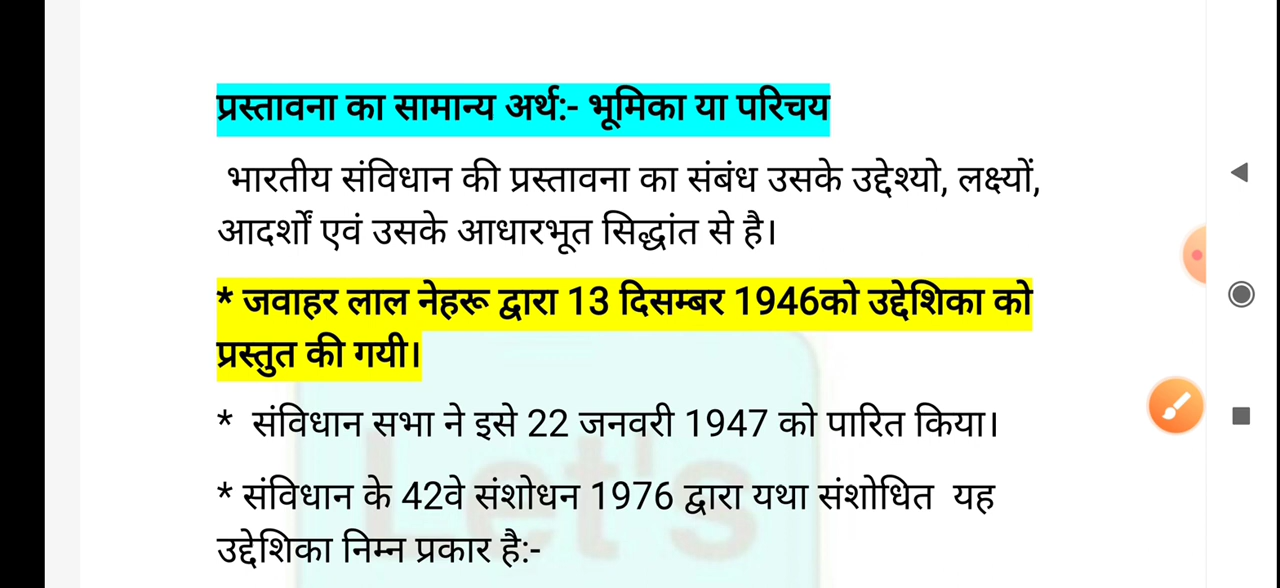 प्रस्तावना का सामान्य अर्थ:- भूमिका या परिचय
भारतीय संविधान की प्रस्तावना का संबंध उसके उद्देश्यो, लक्ष्यों,
आदर्शों एवं उसके आधारभूत सिद्धांत से है।
* जवाहर लाल नेहरू द्वारा 13 दिसम्बर 1946को उद्देशिका को
प्रस्तुत की गयी।
* संविधान सभा ने इसे 22 जनवरी 1947 को पारित किया।
* संविधान के 42वे संशोधन 1976 द्वारा यथा संशोधित यह
उद्देशिका निम्न प्रकार है:-
Let's